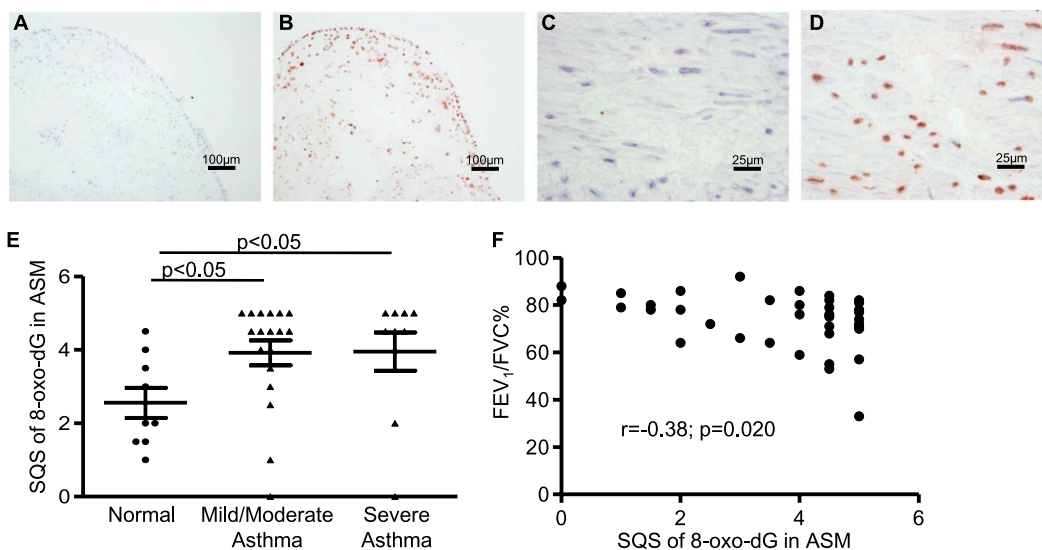 A
B
C
D
100µm
100µm
25µm
25µm
E
F
p<0.05
p<0.05
SQS of 8-oxo-dG in ASM
6
4
2
0
Normal
Mild/Moderate
Asthma
Severe
Asthma
FEV₁/FVC%
100
80
60
40
20
0
r=-0.38; p=0.020
0
2
4
6
SQS of 8-oxo-dG in ASM